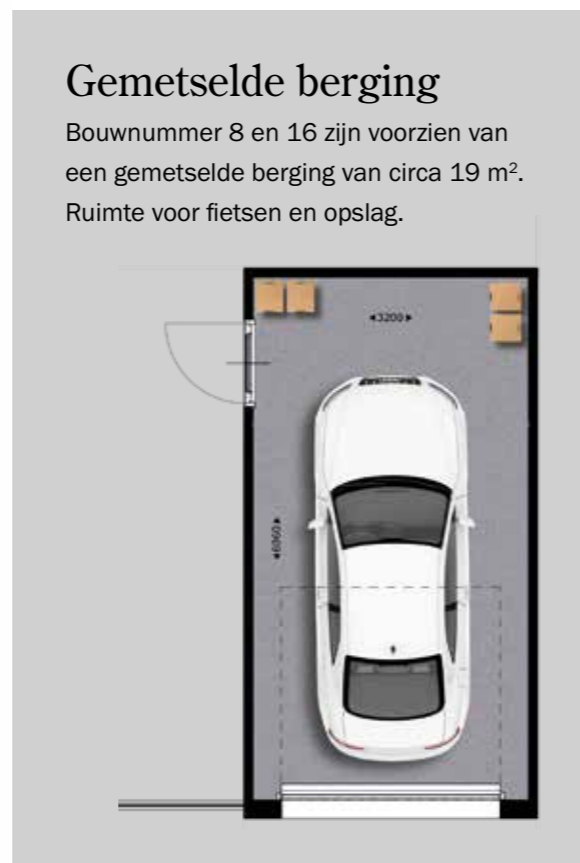 Gemetselde berging
Bouwnummer 8 en 16 zijn voorzien van
een gemetselde berging van circa 19 m².
Ruimte voor fietsen en opslag.
3200
6060